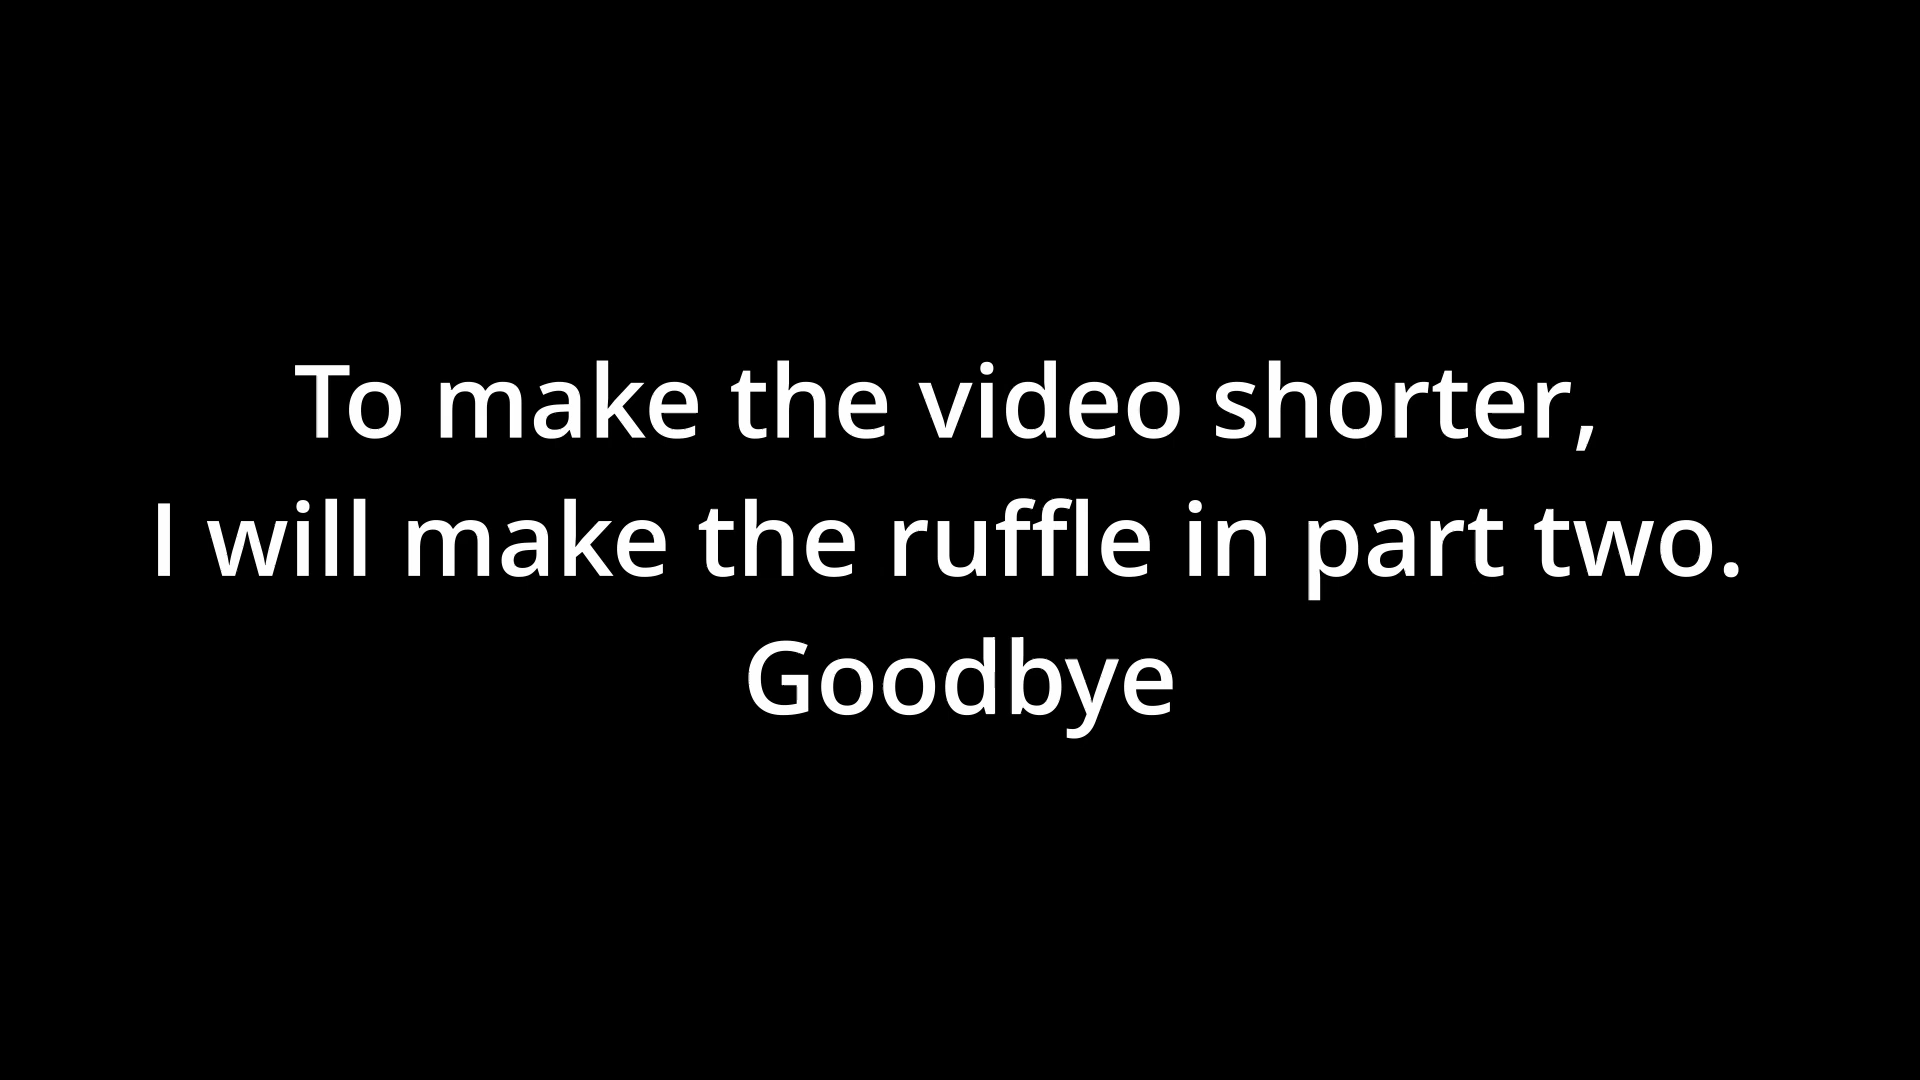 To make the video shorter,
I will make the ruffle in part two.
Goodbye